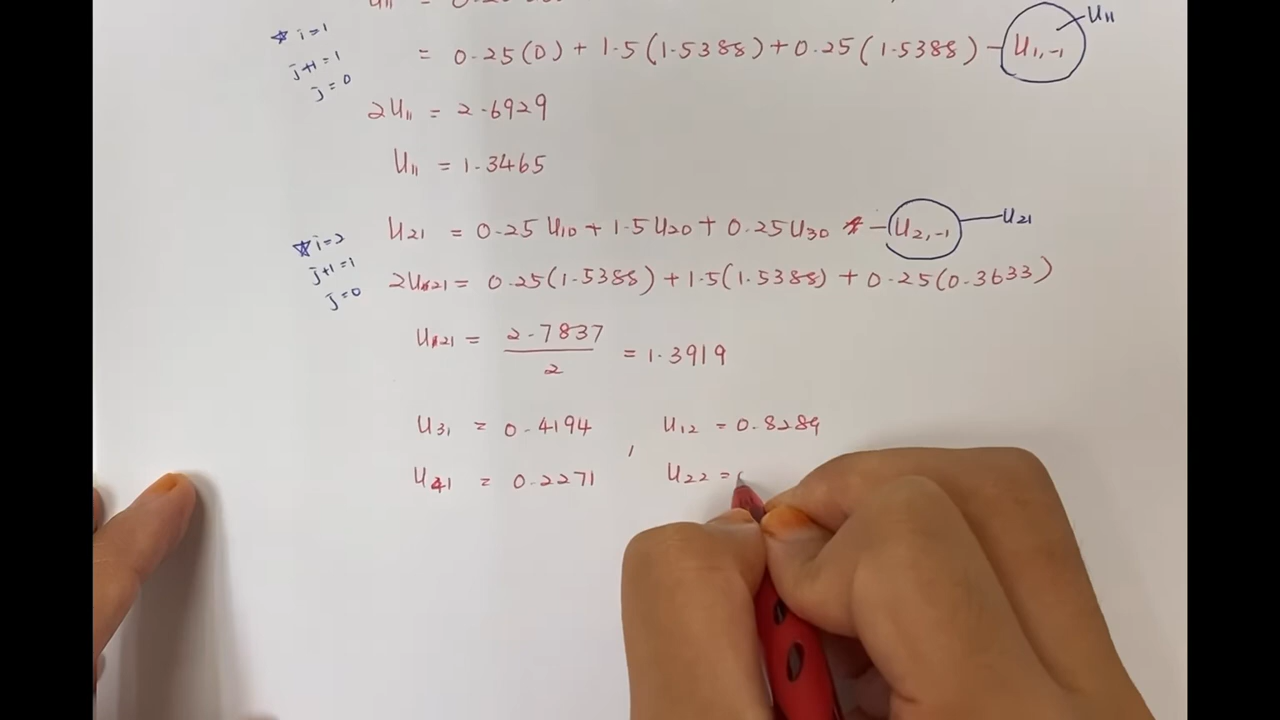 ☆ i=1
j+1=1
j=0
= 0.25(0) + 1.5(1.5388) + 0.25(1.5388) - U1,-1
U11
2U11 = 2.6929
U11 = 1.3465
☆ i=2
j+1=1
j=0
U21 = 0.25 U10 + 1.5 U20 + 0.25 U30 - U2,-1
U21
2U21 = 0.25(1.5388) + 1.5(1.5388) + 0.25(0.3633)
U21 = 2.7837 / 2 = 1.3919
U31 = 0.4194 , U12 = 0.8289
U41 = 0.2271 U22 =